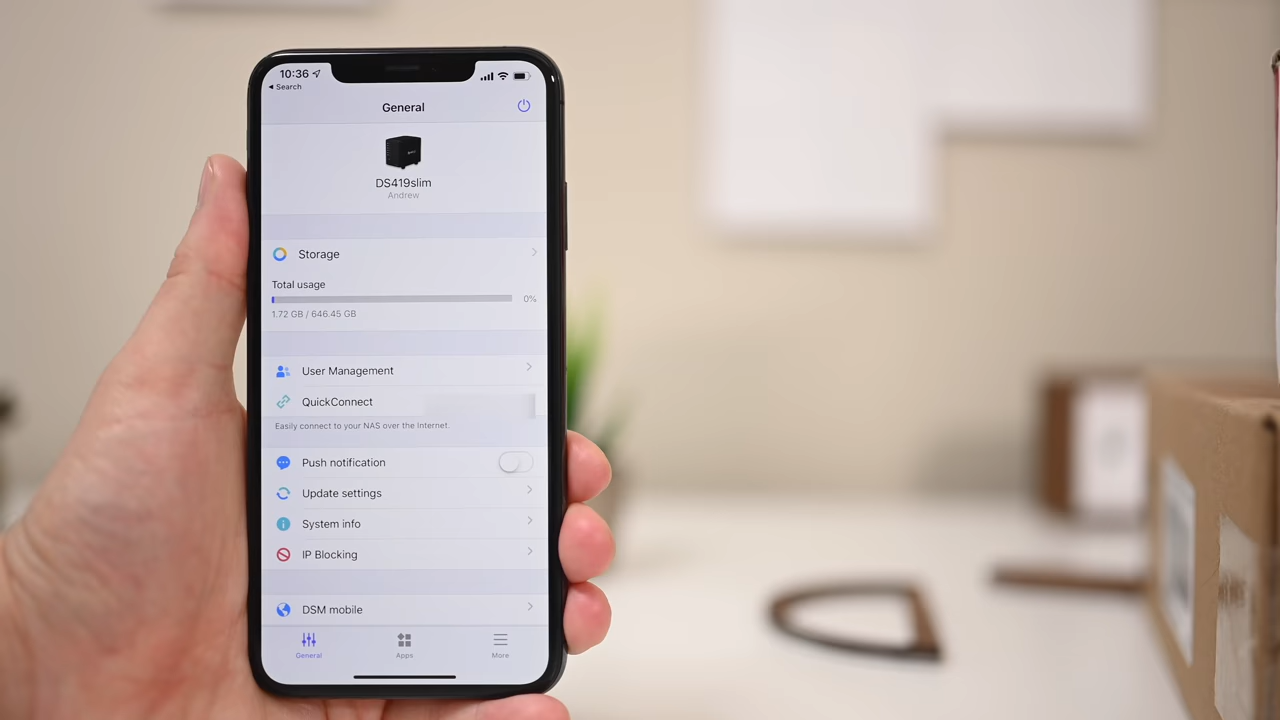 10:36
Search
General
DS419slim
Andrew
Storage
Total usage
0%
1.72 GB / 646.45 GB
User Management
QuickConnect
Easily connect to your NAS over the Internet.
Push notification
Update settings
System info
IP Blocking
DSM mobile
General Apps More